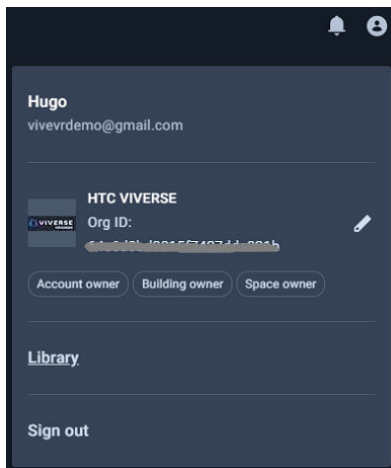 Hugo
vivevrdemo@gmail.com
VIVERSE
HTC VIVERSE
Org ID:
Account owner Building owner Space owner
Library
Sign out